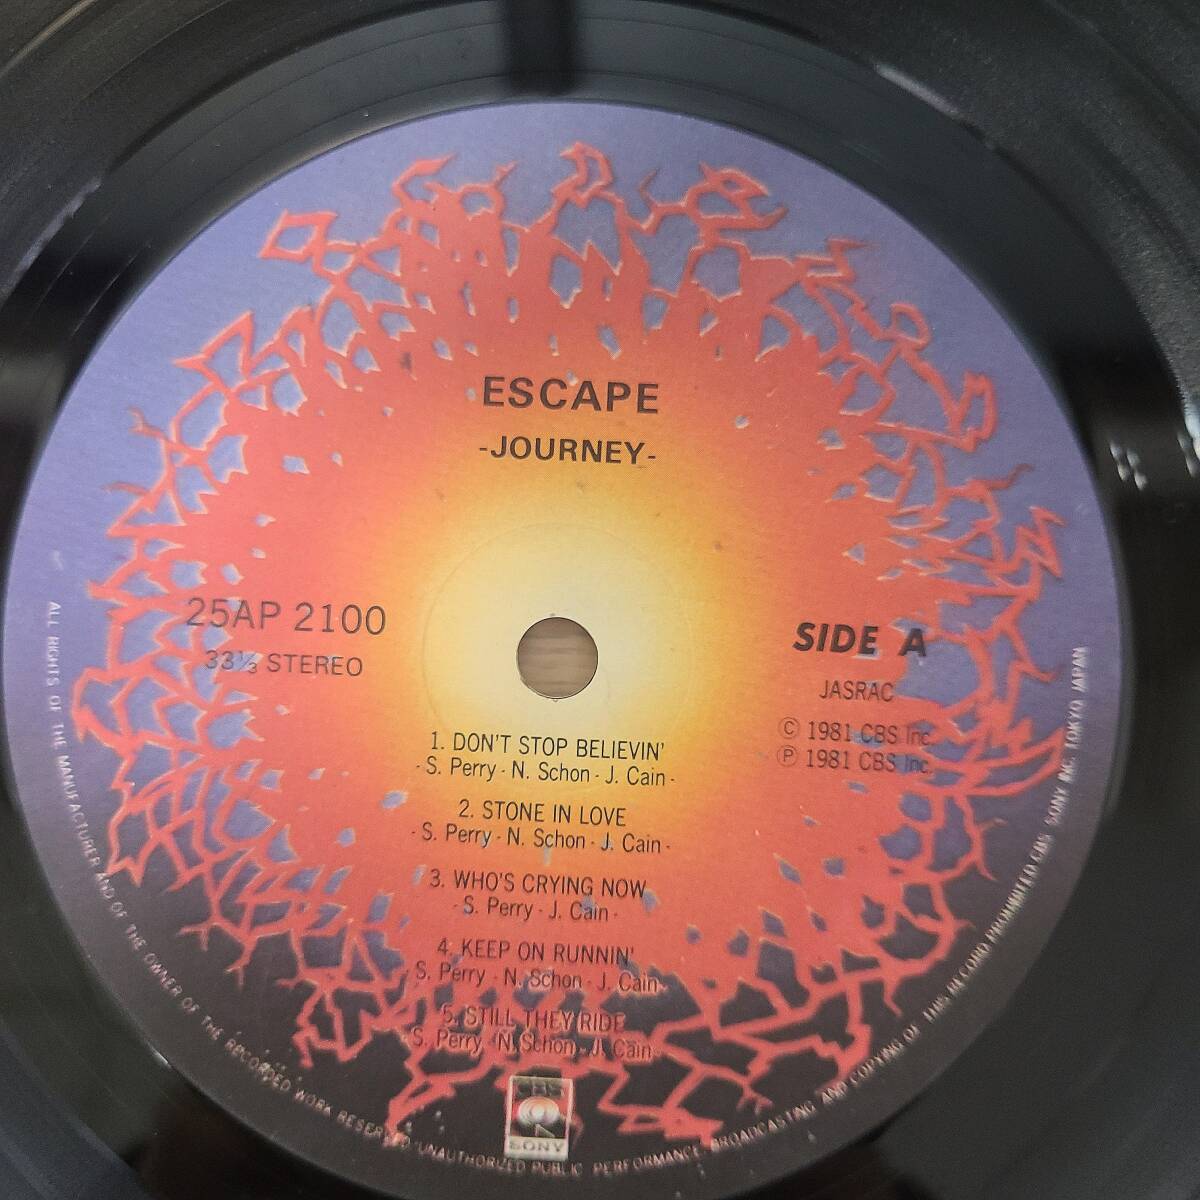 ESCAPE
-JOURNEY-
25AP 2100
33⅓ STEREO
SIDE A
JASRAC
Ⓒ 1981 CBS Inc.
Ⓟ 1981 CBS Inc.
1. DON'T STOP BELIEVIN'
- S. Perry - N. Schon - J. Cain -
2. STONE IN LOVE
- S. Perry - N. Schon - J. Cain -
3. WHO'S CRYING NOW
- S. Perry - J. Cain -
4. KEEP ON RUNNIN'
- S. Perry - N. Schon - J. Cain -
5. STILL THEY RIDE
- S. Perry - N. Schon - J. Cain -
CBS
SONY
ALL RIGHTS OF THE MANUFACTURER AND OF THE OWNER OF THE RECORDED WORK RESERVED. UNAUTHORIZED PUBLIC PERFORMANCE, BROADCASTING AND COPYING OF THIS RECORD PROHIBITED CBS SONY INC. TOKYO JAPAN